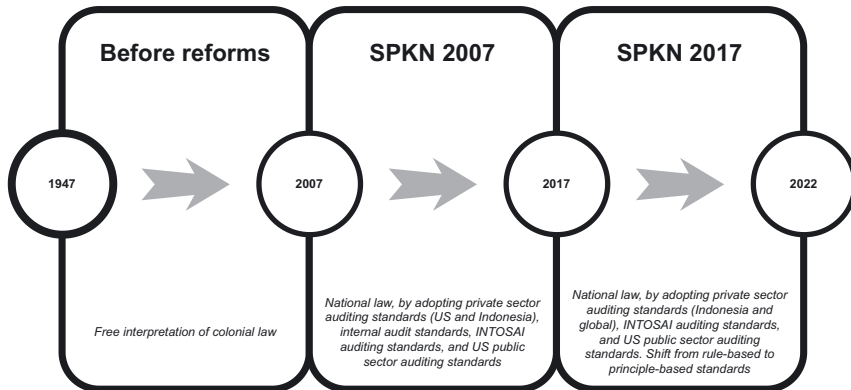 Before reforms
SPKN 2007
SPKN 2017
1947
2007
2017
2022
Free interpretation of colonial law
National law, by adopting private sector
auditing standards (US and Indonesia),
internal audit standards, INTOSAI
auditing standards, and US public
sector auditing standards
National law, by adopting private sector
auditing standards (Indonesia and
global), INTOSAI auditing standards,
and US public sector auditing
standards. Shift from rule-based to
principle-based standards